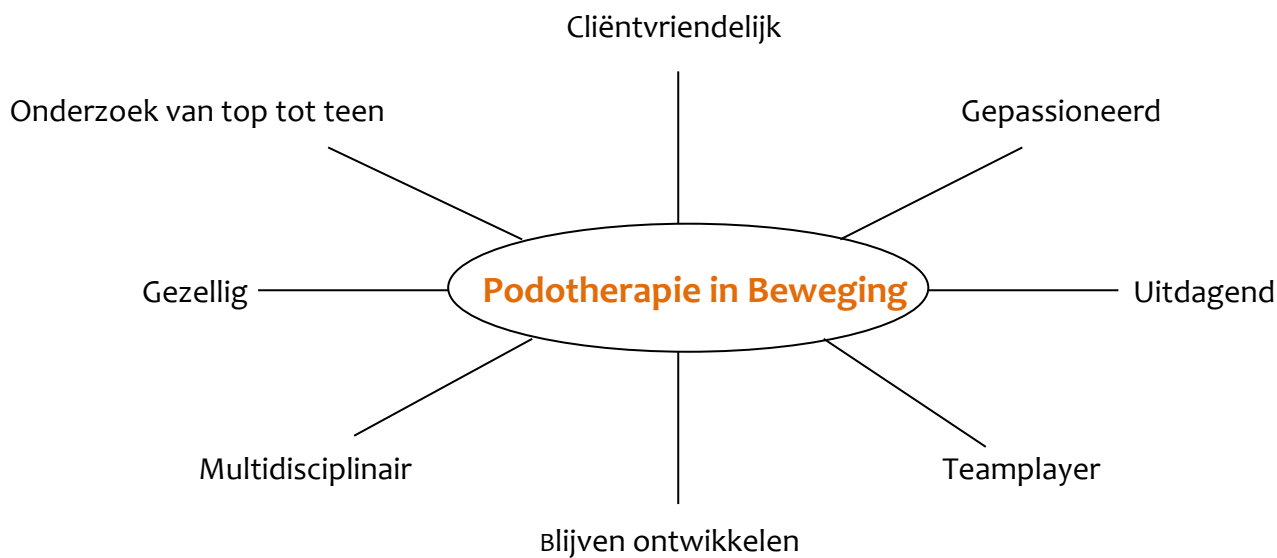 Cliëntvriendelijk
Onderzoek van top tot teen
Gepassioneerd
Gezellig
Podotherapie in Beweging
Uitdagend
Multidisciplinair
Teamplayer
Blijven ontwikkelen